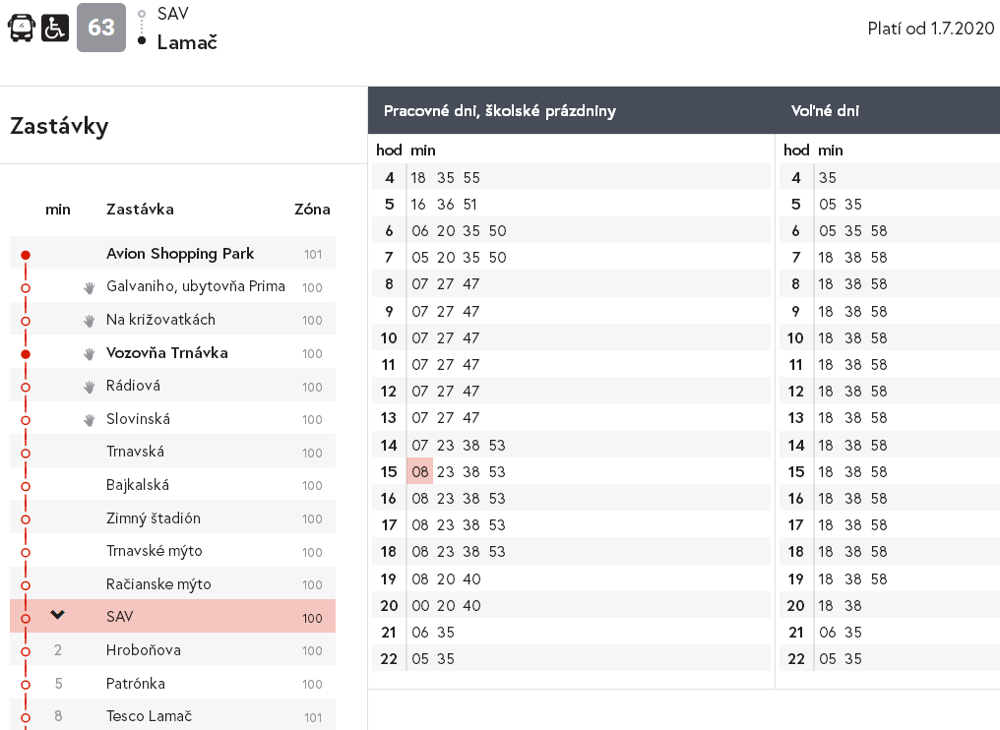 63
SAV
Lamač
Platí od 1.7.2020
Zastávky
min Zastávka Zóna
Avion Shopping Park 101
Galvaniho, ubytovňa Prima 100
Na križovatkách 100
Vozovňa Trnávka 100
Rádiová 100
Slovinská 100
Trnavská 100
Bajkalská 100
Zimný štadión 100
Trnavské mýto 100
Račianske mýto 100
SAV 100
2 Hroboňova 100
5 Patrónka 100
8 Tesco Lamač 101
Pracovné dni, školské prázdniny
hod min
4 18 35 55
5 16 36 51
6 06 20 35 50
7 05 20 35 50
8 07 27 47
9 07 27 47
10 07 27 47
11 07 27 47
12 07 27 47
13 07 27 47
14 07 23 38 53
15 08 23 38 53
16 08 23 38 53
17 08 23 38 53
18 08 23 38 53
19 08 20 40
20 00 20 40
21 06 35
22 05 35
Voľné dni
hod min
4 35
5 05 35
6 05 35 58
7 18 38 58
8 18 38 58
9 18 38 58
10 18 38 58
11 18 38 58
12 18 38 58
13 18 38 58
14 18 38 58
15 18 38 58
16 18 38 58
17 18 38 58
18 18 38 58
19 18 38 58
20 18 38
21 06 35
22 05 35